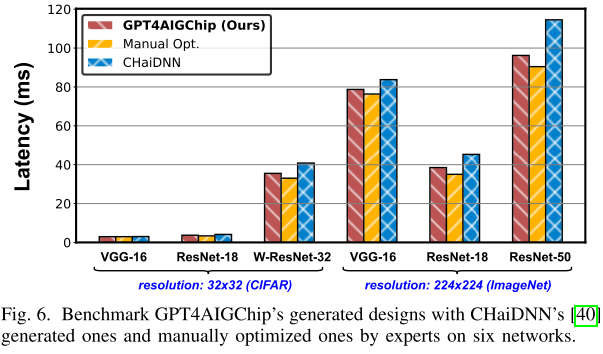 120
100
80
60
40
20
0
Latency (ms)
GPT4AIGChip (Ours)
Manual Opt.
CHaiDNN
VGG-16 ResNet-18 W-ResNet-32 VGG-16 ResNet-18 ResNet-50
resolution: 32x32 (CIFAR) resolution: 224x224 (ImageNet)
Fig. 6. Benchmark GPT4AIGChip's generated designs with CHaiDNN's [40]
generated ones and manually optimized ones by experts on six networks.